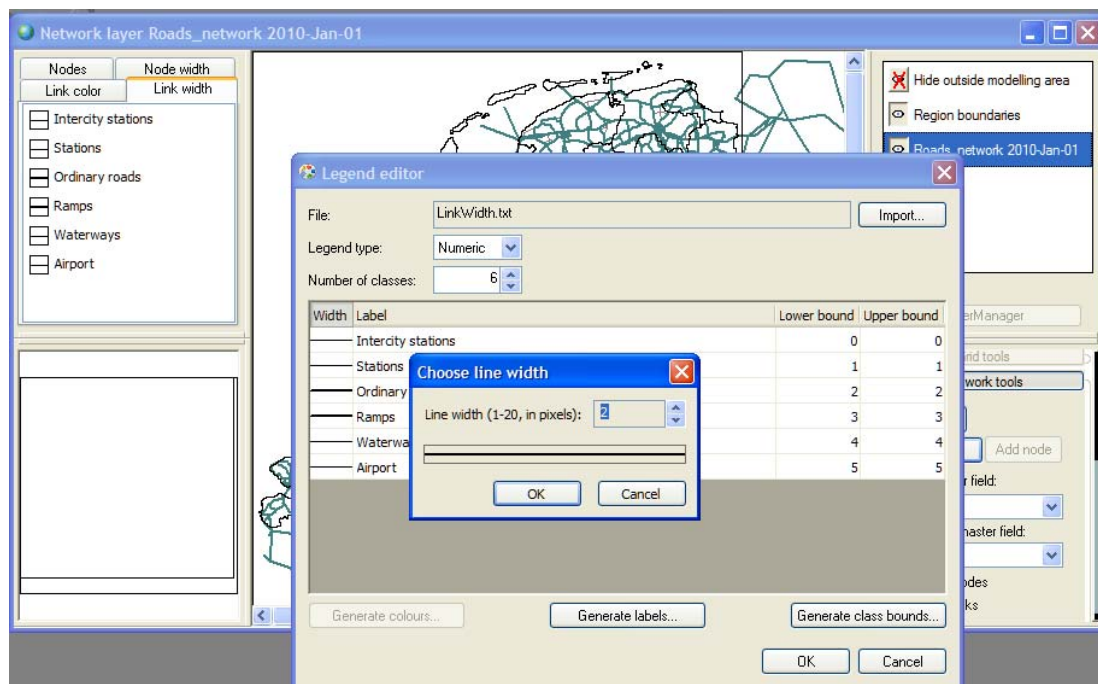 Network layer Roads_network 2010-Jan-01
Nodes
Node width
Link color
Link width
Intercity stations
Stations
Ordinary roads
Ramps
Waterways
Airport
Hide outside modelling area
Region boundaries
Roads_network 2010-Jan-01
Legend editor
File:
LinkWidth.txt
Import...
Legend type:
Numeric
Number of classes:
6
Width Label Lower bound Upper bound
Intercity stations 0 0
Stations 1 1
Ordinary 2 2
Ramps 3 3
Waterwa 4 4
Airport 5 5
Choose line width
Line width (1-20, in pixels):
2
OK
Cancel
Generate colours...
Generate labels...
Generate class bounds...
OK
Cancel
erManager
rid tools
work tools
Add node
r field:
master field:
odes
ks